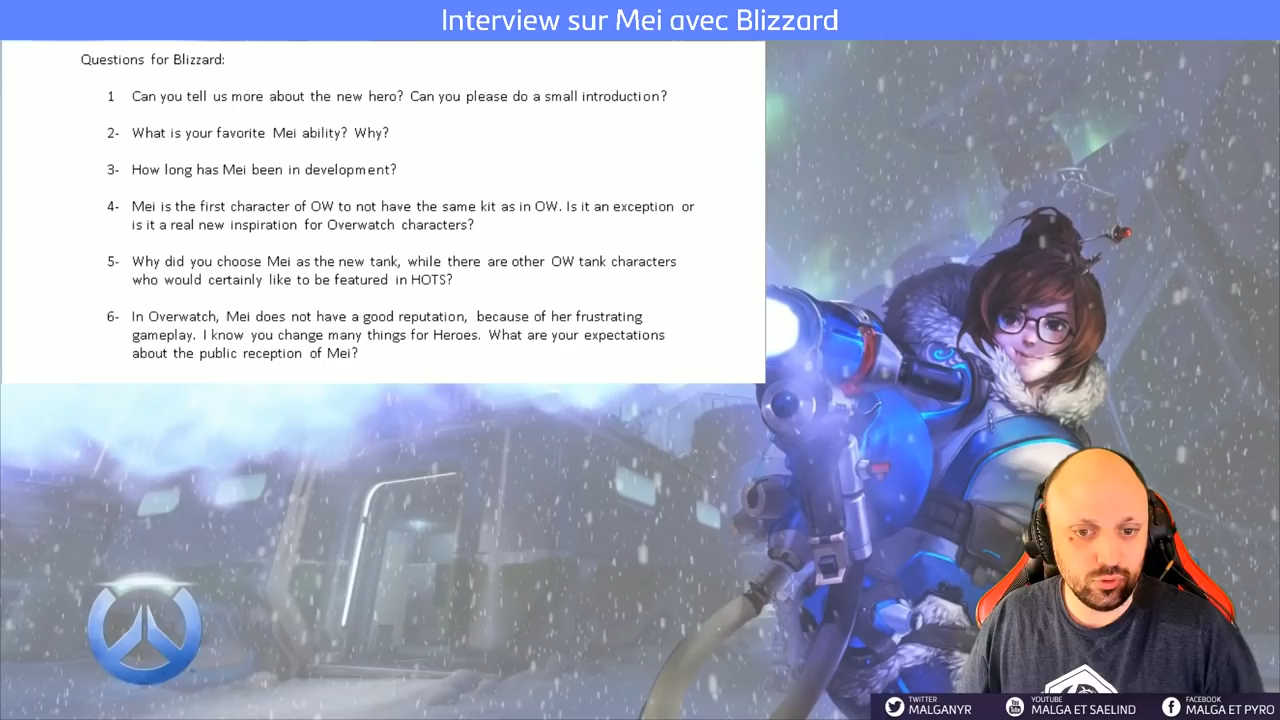 Interview sur Mei avec Blizzard
Questions for Blizzard:
1 Can you tell us more about the new hero? Can you please do a small introduction?
2- What is your favorite Mei ability? Why?
3- How long has Mei been in development?
4- Mei is the first character of OW to not have the same kit as in OW. Is it an exception or
is it a real new inspiration for Overwatch characters?
5- Why did you choose Mei as the new tank, while there are other OW tank characters
who would certainly like to be featured in HOTS?
6- In Overwatch, Mei does not have a good reputation, because of her frustrating
gameplay. I know you change many things for Heroes. What are your expectations
about the public reception of Mei?
TWITTER
MALGANYR
YOUTUBE
MALGA ET SAELIND
FACEBOOK
MALGA ET PYRO